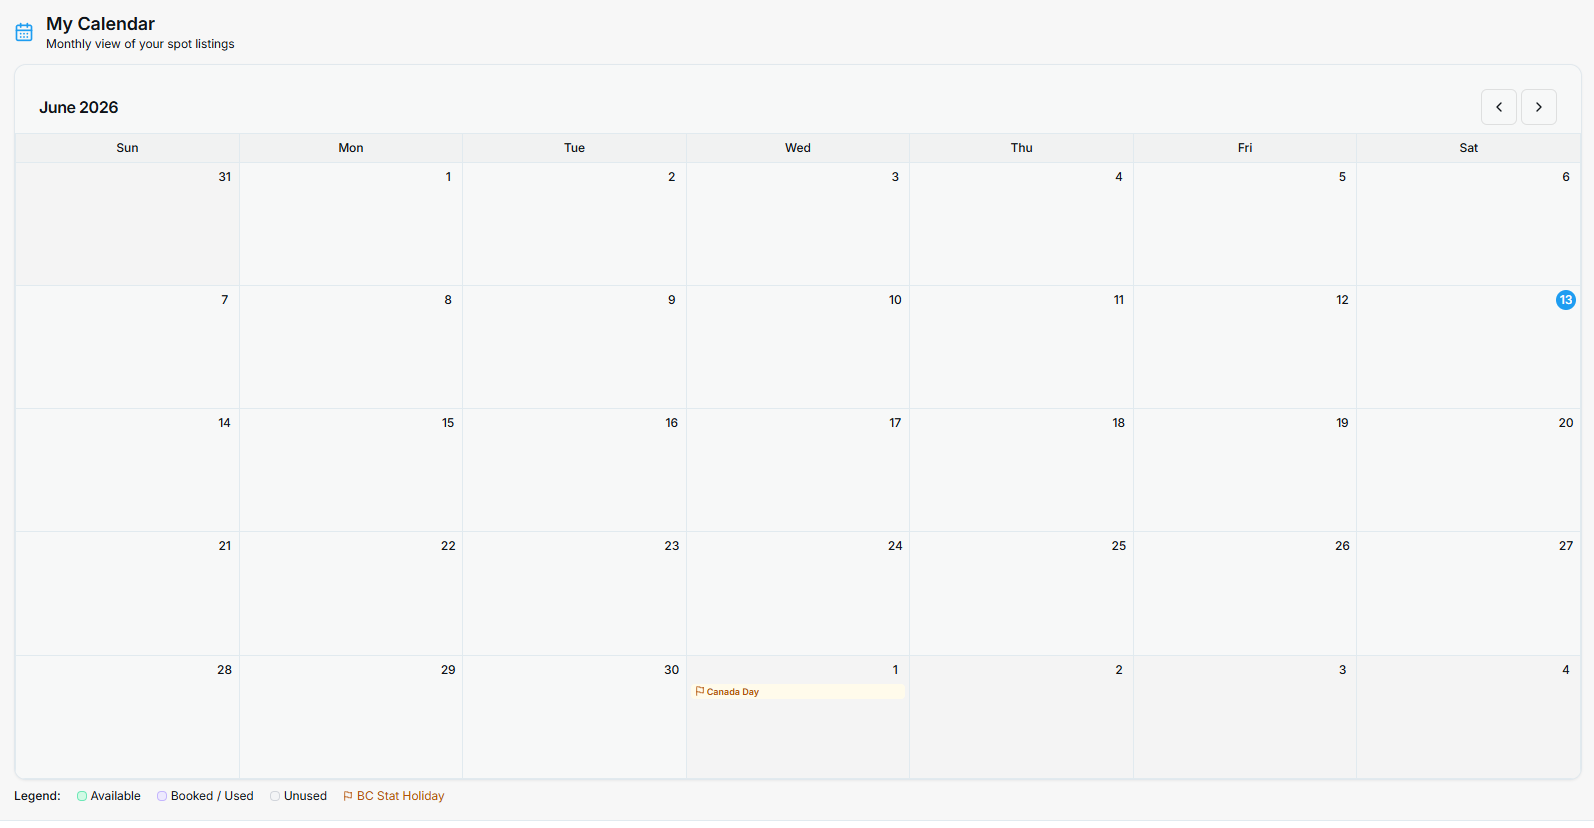 My Calendar
Monthly view of your spot listings
June 2026
Sun Mon Tue Wed Thu Fri Sat
31 1 2 3 4 5 6
7 8 9 10 11 12 13
14 15 16 17 18 19 20
21 22 23 24 25 26 27
28 29 30 1 2 3 4
Canada Day
Legend: Available Booked / Used Unused BC Stat Holiday